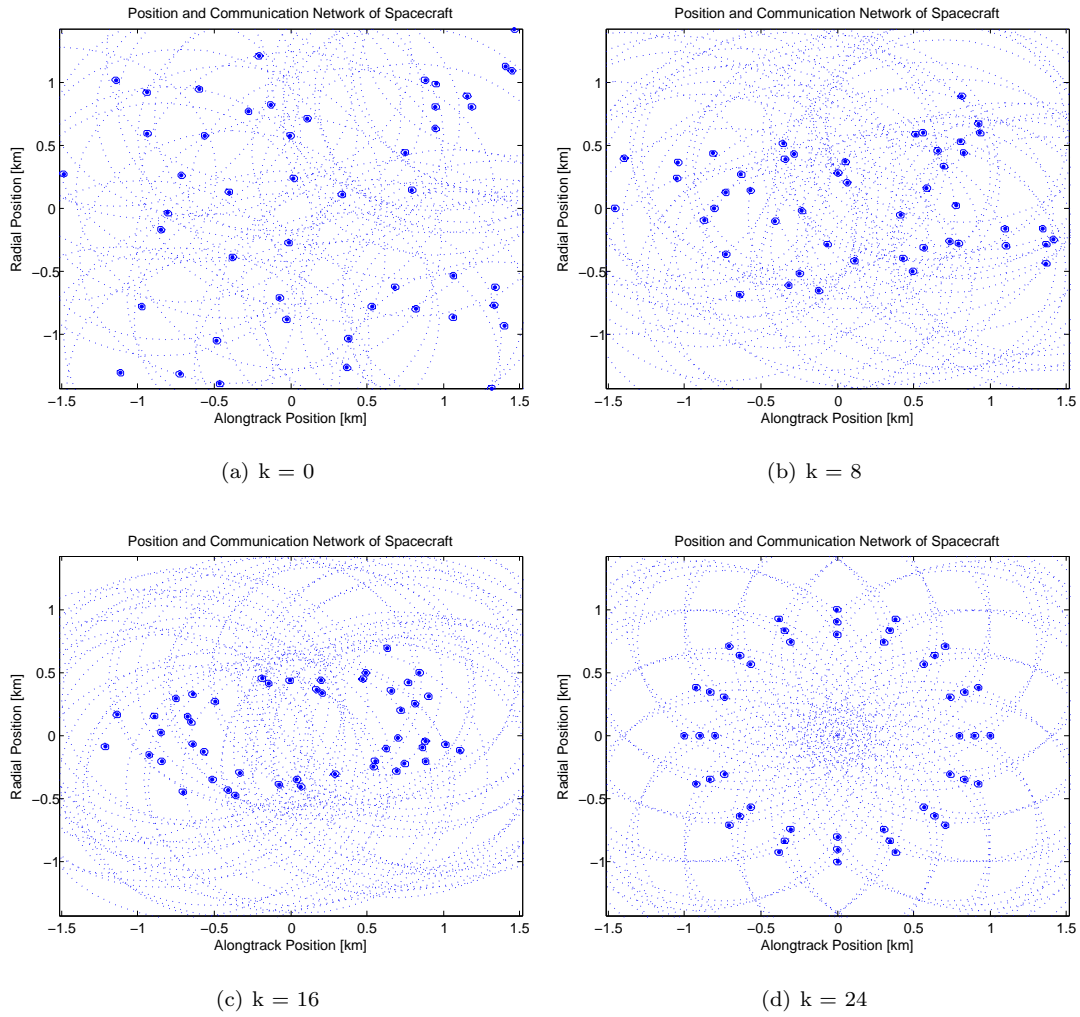 Position and Communication Network of Spacecraft
1
0.5
0
−0.5
−1
Radial Position [km]
−1.5 −1 −0.5 0 0.5 1 1.5
Alongtrack Position [km]
(a) k = 0
Position and Communication Network of Spacecraft
1
0.5
0
−0.5
−1
Radial Position [km]
−1.5 −1 −0.5 0 0.5 1 1.5
Alongtrack Position [km]
(b) k = 8
Position and Communication Network of Spacecraft
1
0.5
0
−0.5
−1
Radial Position [km]
−1.5 −1 −0.5 0 0.5 1 1.5
Alongtrack Position [km]
(c) k = 16
Position and Communication Network of Spacecraft
1
0.5
0
−0.5
−1
Radial Position [km]
−1.5 −1 −0.5 0 0.5 1 1.5
Alongtrack Position [km]
(d) k = 24